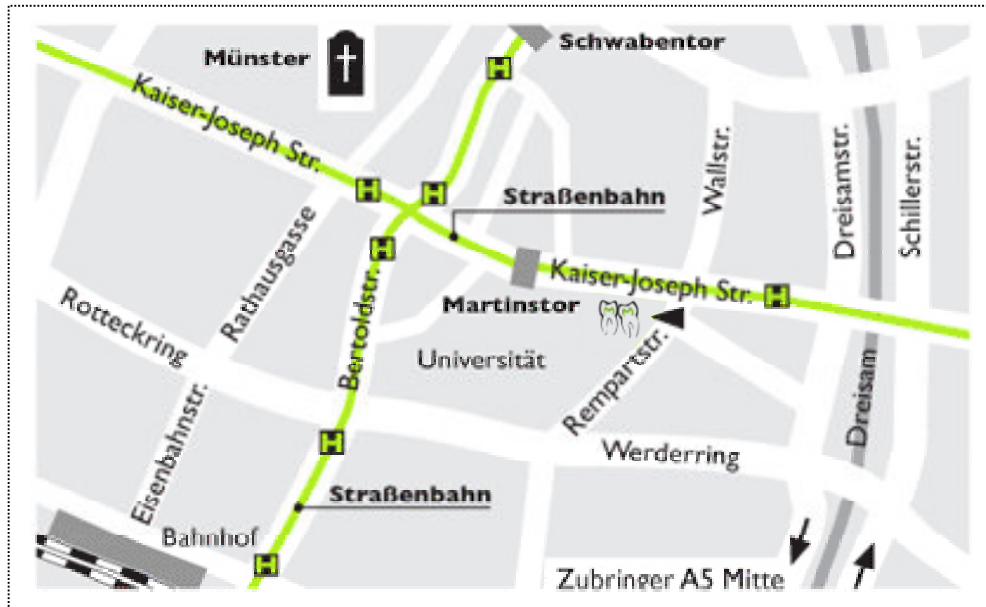 Münster
Schwabentor
H
Kaiser-Joseph Str.
Wallstr.
Dreisamstr.
Schillerstr.
H
H
Straßenbahn
Rathausgasse
H
Kaiser-Joseph Str.
H
Martinstor
Rotteckring
Bertoldstr.
Universität
Rempartstr.
Dreisam
Eisenbahnstr.
H
Werderring
Straßenbahn
Bahnhof
H
Zubringer A5 Mitte